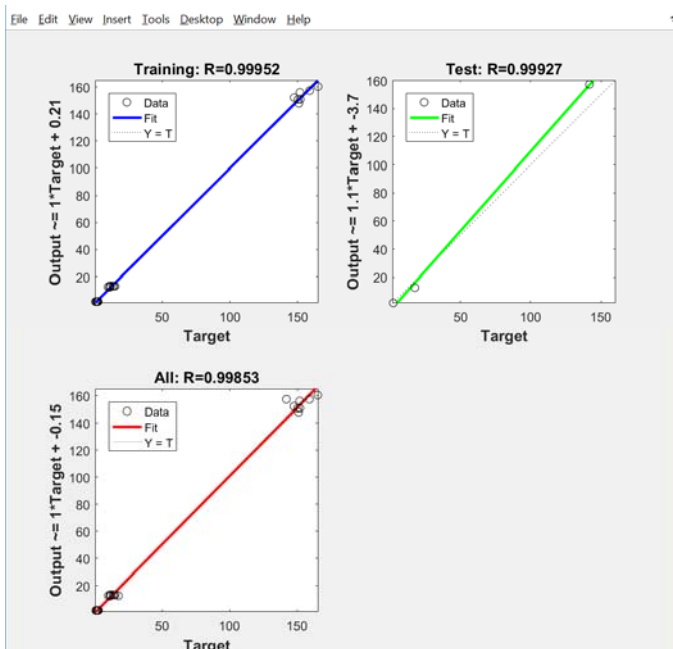 File Edit View Insert Tools Desktop Window Help
Training: R=0.99952
Output ~= 1*Target + 0.21
160
140
120
100
80
60
40
20
Data
Fit
Y = T
50
100
150
Target
Test: R=0.99927
Output ~= 1.1*Target + -3.7
160
140
120
100
80
60
40
20
Data
Fit
Y = T
50
100
150
Target
All: R=0.99853
Output ~= 1*Target + -0.15
160
140
120
100
80
60
40
20
Data
Fit
Y = T
50
100
150
Target